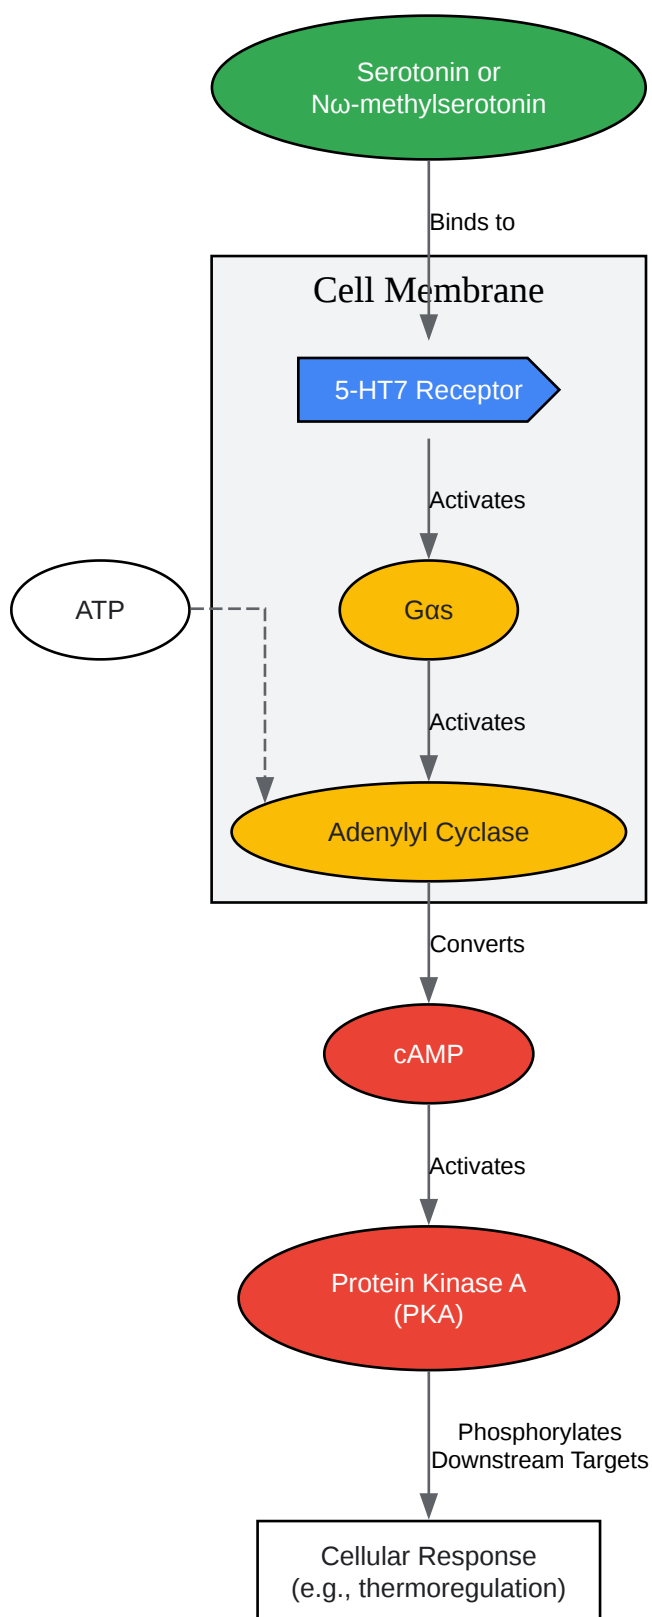 Serotonin or
Nω-methylserotonin
Binds to
Cell Membrane
5-HT7 Receptor
Activates
ATP
Gαs
Activates
Adenylyl Cyclase
Converts
cAMP
Activates
Protein Kinase A
(PKA)
Phosphorylates
Downstream Targets
Cellular Response
(e.g., thermoregulation)